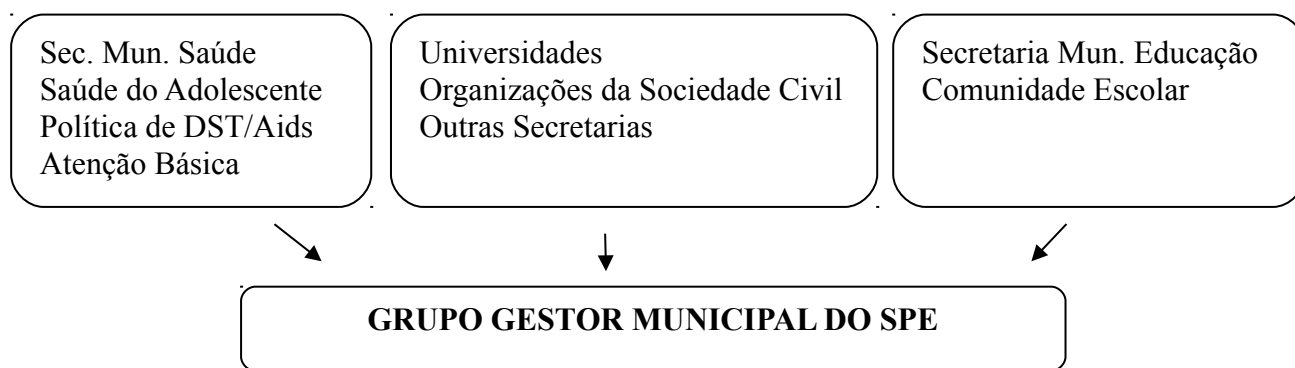 Sec. Mun. Saúde
Saúde do Adolescente
Política de DST/Aids
Atenção Básica
Universidades
Organizações da Sociedade Civil
Outras Secretarias
Secretaria Mun. Educação
Comunidade Escolar
GRUPO GESTOR MUNICIPAL DO SPE